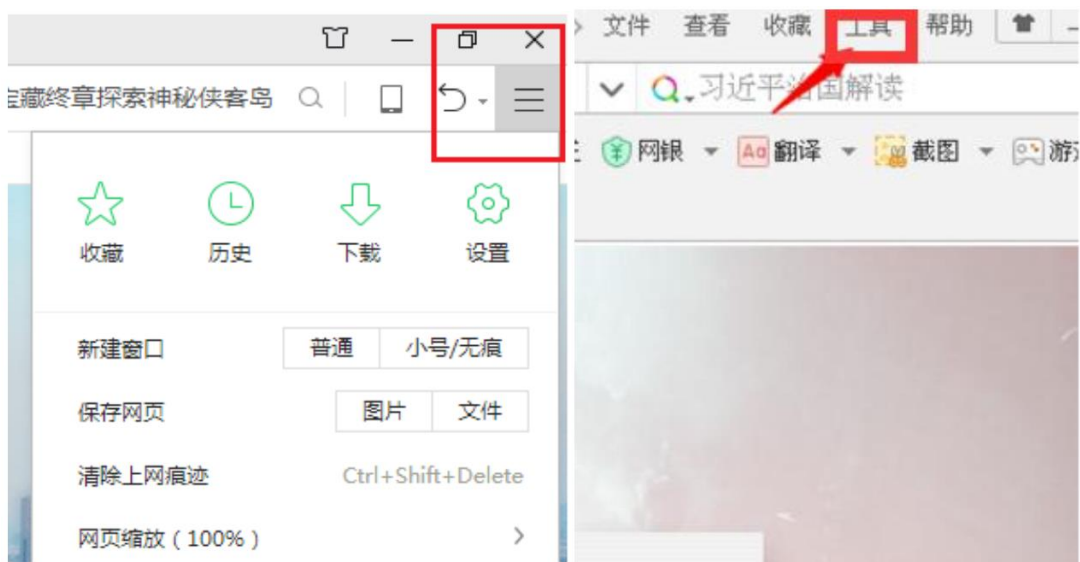 宝藏终章探索神秘侠客岛
收藏 历史 下载 设置
新建窗口 普通 小号/无痕
保存网页 图片 文件
清除上网痕迹 Ctrl+Shift+Delete
网页缩放(100%)
文件 查看 收藏 工具 帮助
习近平治国解读
网银 Aa 翻译 截图 游